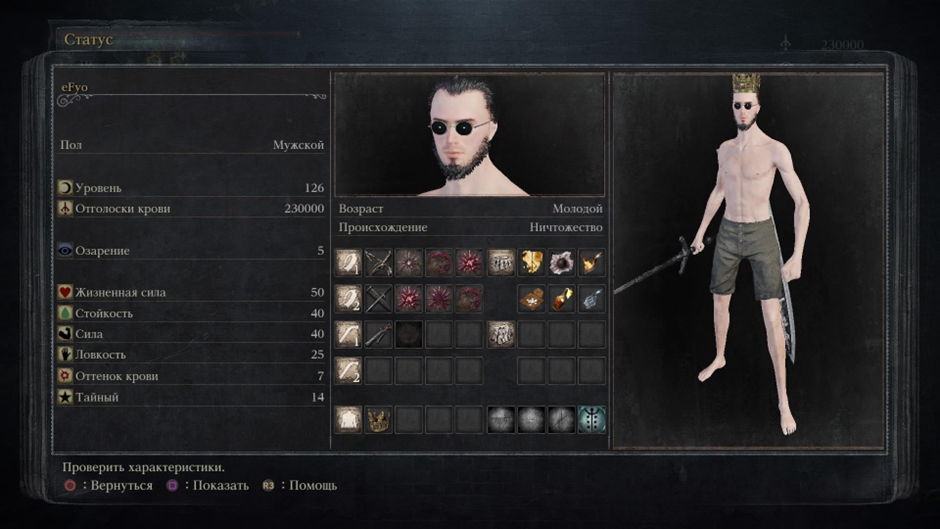 Статус
230000
eFyo
Пол Мужской
Уровень 126
Отголоски крови 230000
Озарение 5
Жизненная сила 50
Стойкость 40
Сила 40
Ловкость 25
Оттенок крови 7
Тайный 14
Возраст Молодой
Происхождение Ничтожество
1
2
1
2
Проверить характеристики.
: Вернуться : Показать R3 : Помощь